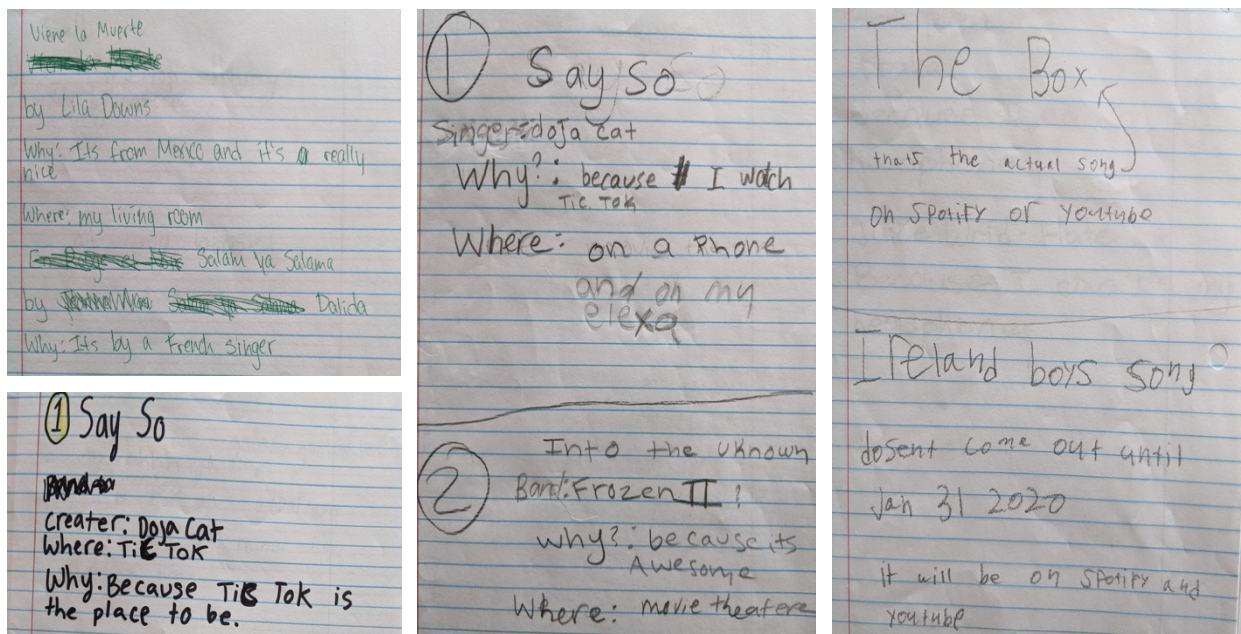 Viene la Muerte
by Lila Downs
Why: Its from Mexico and it's a really
nice
Where: my living room
Salam ya Salama
by Dalida
Why: Its by a French singer
1 Say So
Creater: Doja Cat
Where: Tic Tok
Why: Because Tic Tok is
the place to be.
1 Say So
Singer: doja cat
Why?: because I watch
Tic Tok
Where: on a Phone
and on my
elexa
2 Into the uknown
Band: Frozen II ?
why?: because its
Awesome
Where: movie theatere
The Box
thats the actual song
on Spotify or Youtube
Ireland boys song
dosent come out until
Jan 31 2020
it will be on Spotify and
youtube